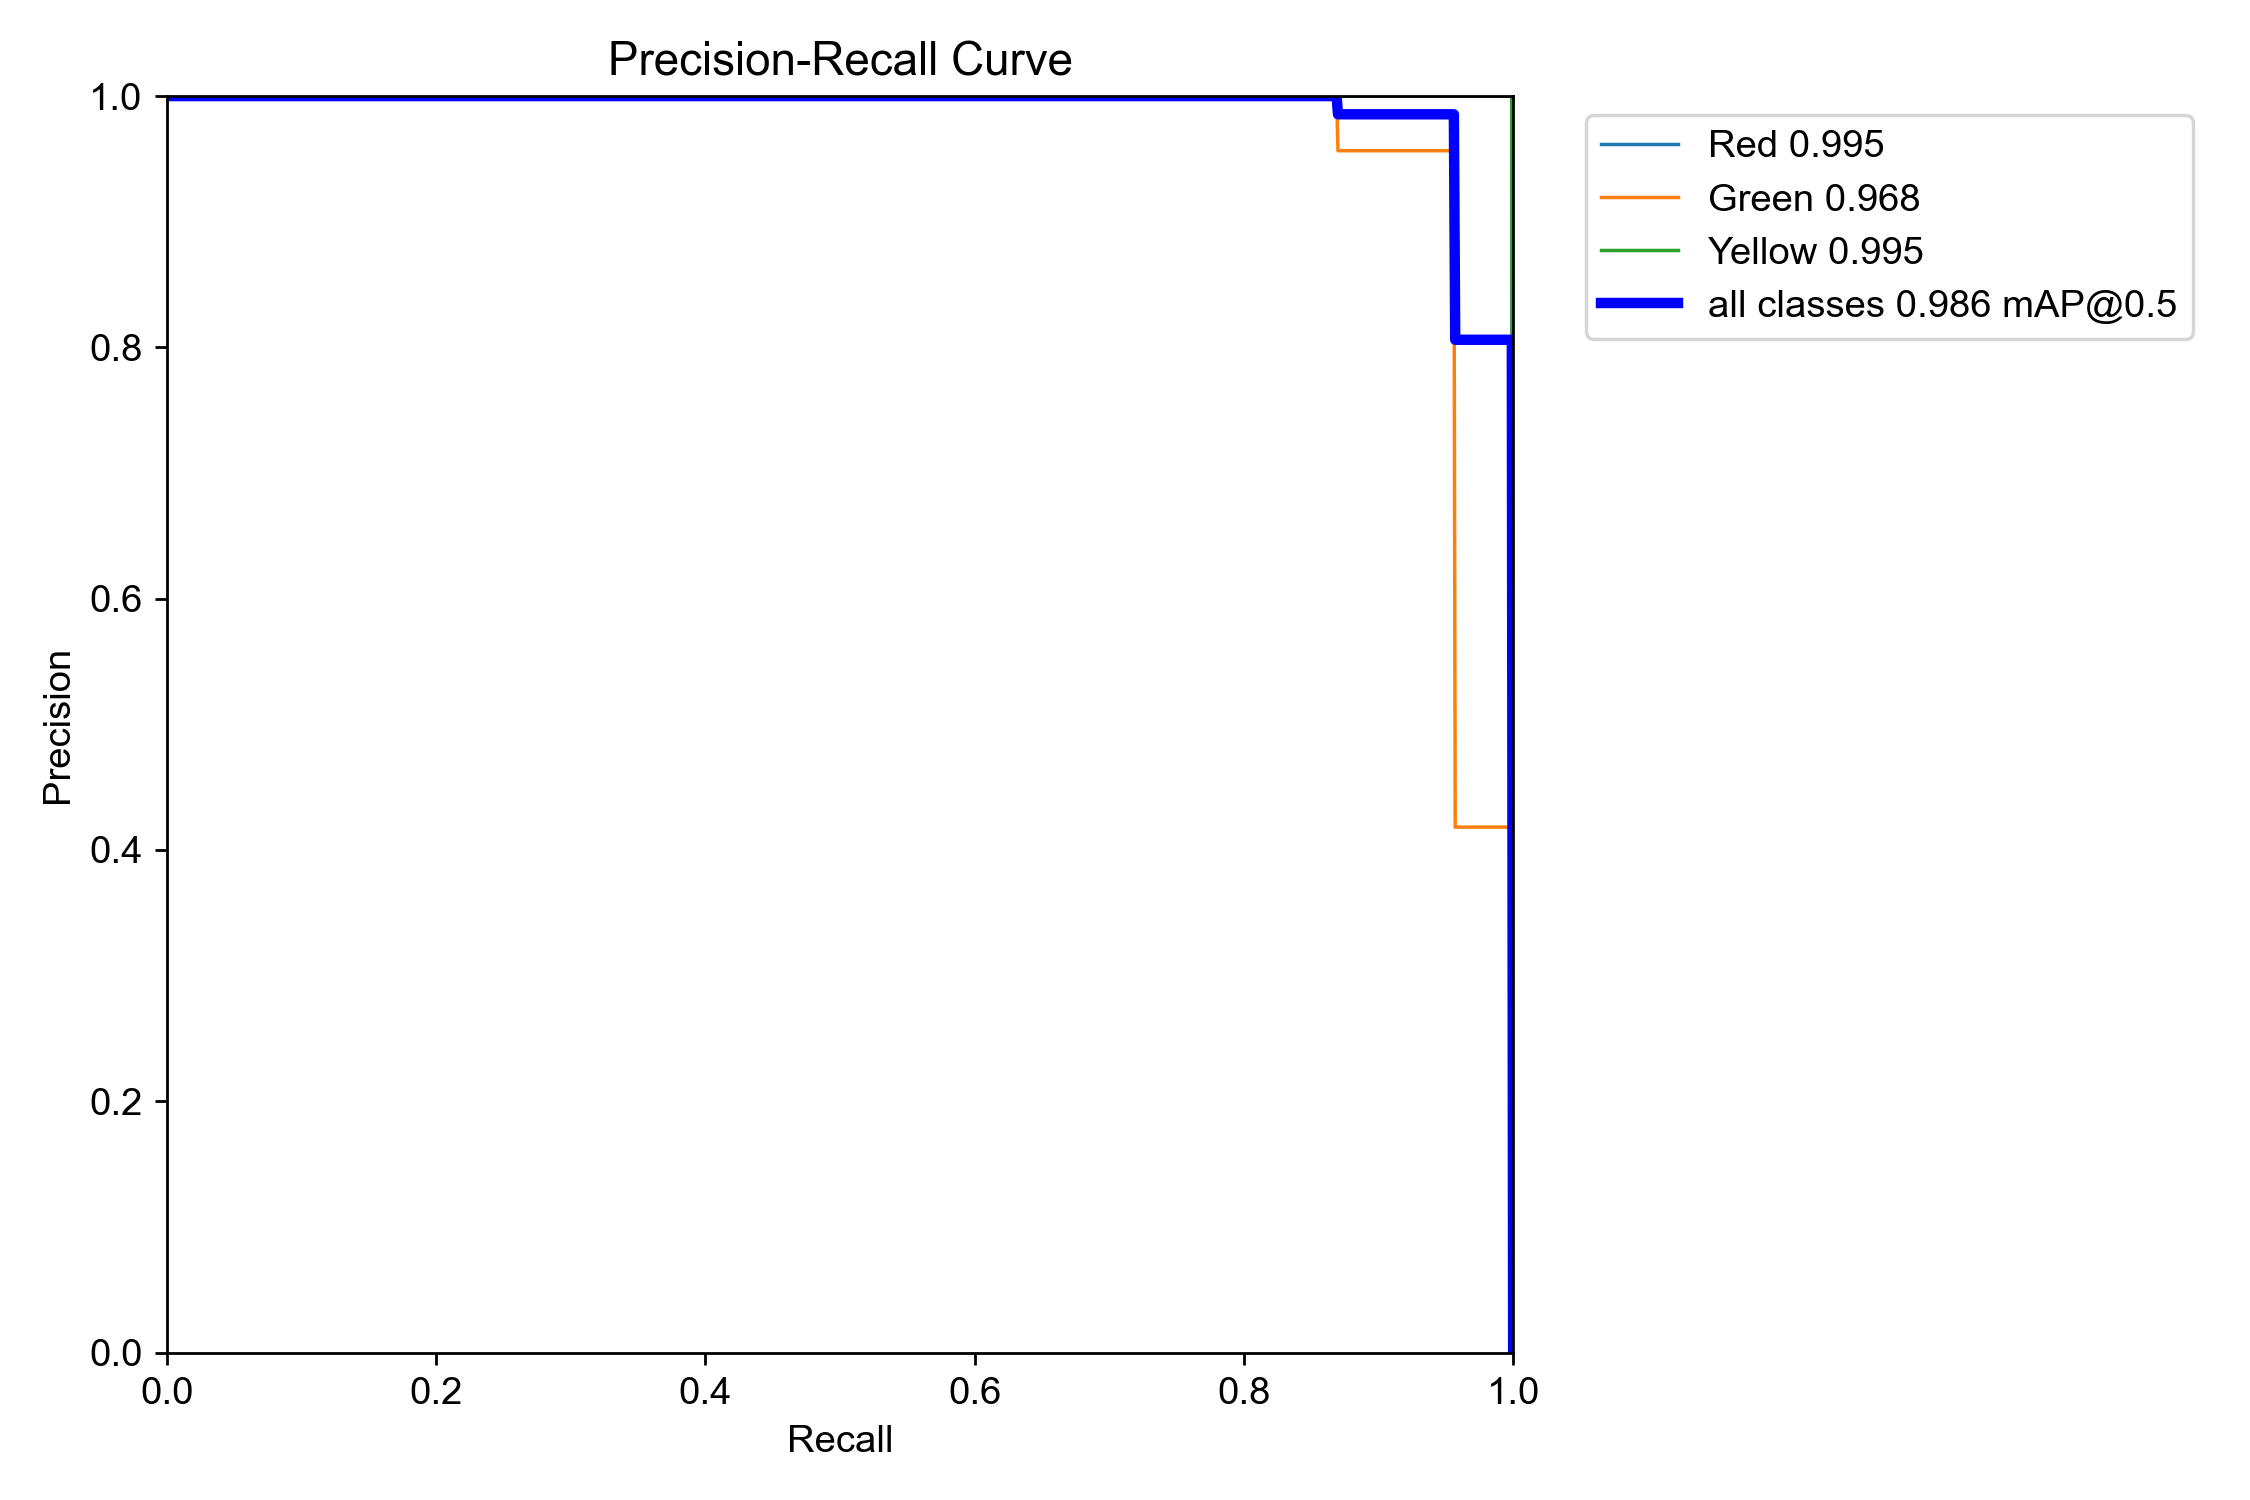 Precision-Recall Curve
1.0
0.8
0.6
0.4
0.2
0.0
Precision
0.0 0.2 0.4 0.6 0.8 1.0
Recall
Red 0.995
Green 0.968
Yellow 0.995
all classes 0.986 mAP@0.5